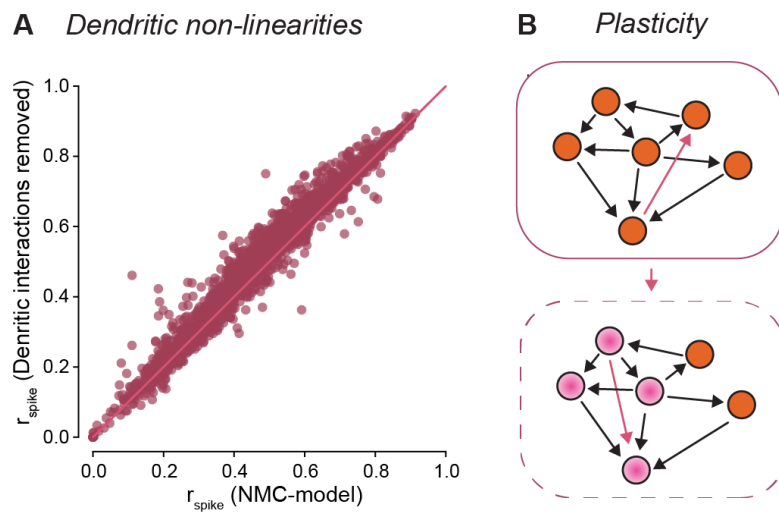 A Dendritic non-linearities
B Plasticity
r_spike (Denritic interactions removed)
1.0
0.8
0.6
0.4
0.2
0.0
0.0 0.2 0.4 0.6 0.8 1.0
r_spike (NMC-model)